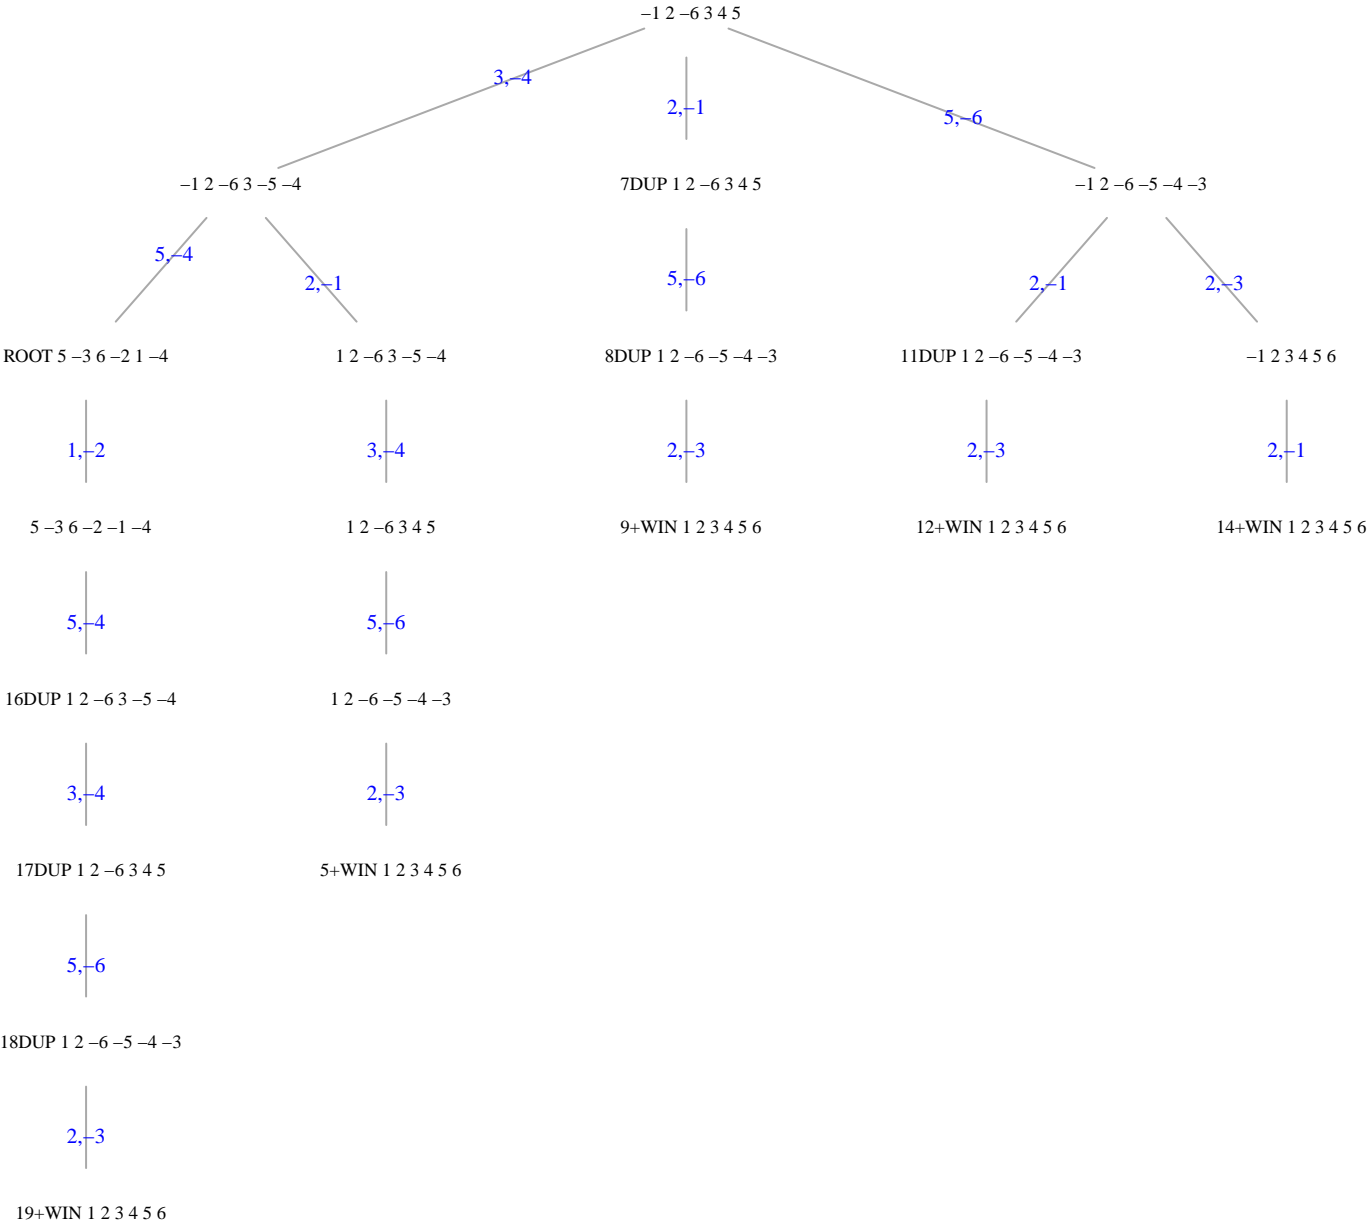 –1 2 –6 3 4 5
3,–4
2,–1
5,–6
–1 2 –6 3 –5 –4
7DUP 1 2 –6 3 4 5
–1 2 –6 –5 –4 –3
5,–4
2,–1
5,–6
2,–1
2,–3
ROOT 5 –3 6 –2 1 –4
1 2 –6 3 –5 –4
8DUP 1 2 –6 –5 –4 –3
11DUP 1 2 –6 –5 –4 –3
–1 2 3 4 5 6
1,–2
3,–4
2,–3
2,–3
2,–1
5 –3 6 –2 –1 –4
1 2 –6 3 4 5
9+WIN 1 2 3 4 5 6
12+WIN 1 2 3 4 5 6
14+WIN 1 2 3 4 5 6
5,–4
5,–6
16DUP 1 2 –6 3 –5 –4
1 2 –6 –5 –4 –3
3,–4
2,–3
17DUP 1 2 –6 3 4 5
5+WIN 1 2 3 4 5 6
5,–6
18DUP 1 2 –6 –5 –4 –3
2,–3
19+WIN 1 2 3 4 5 6